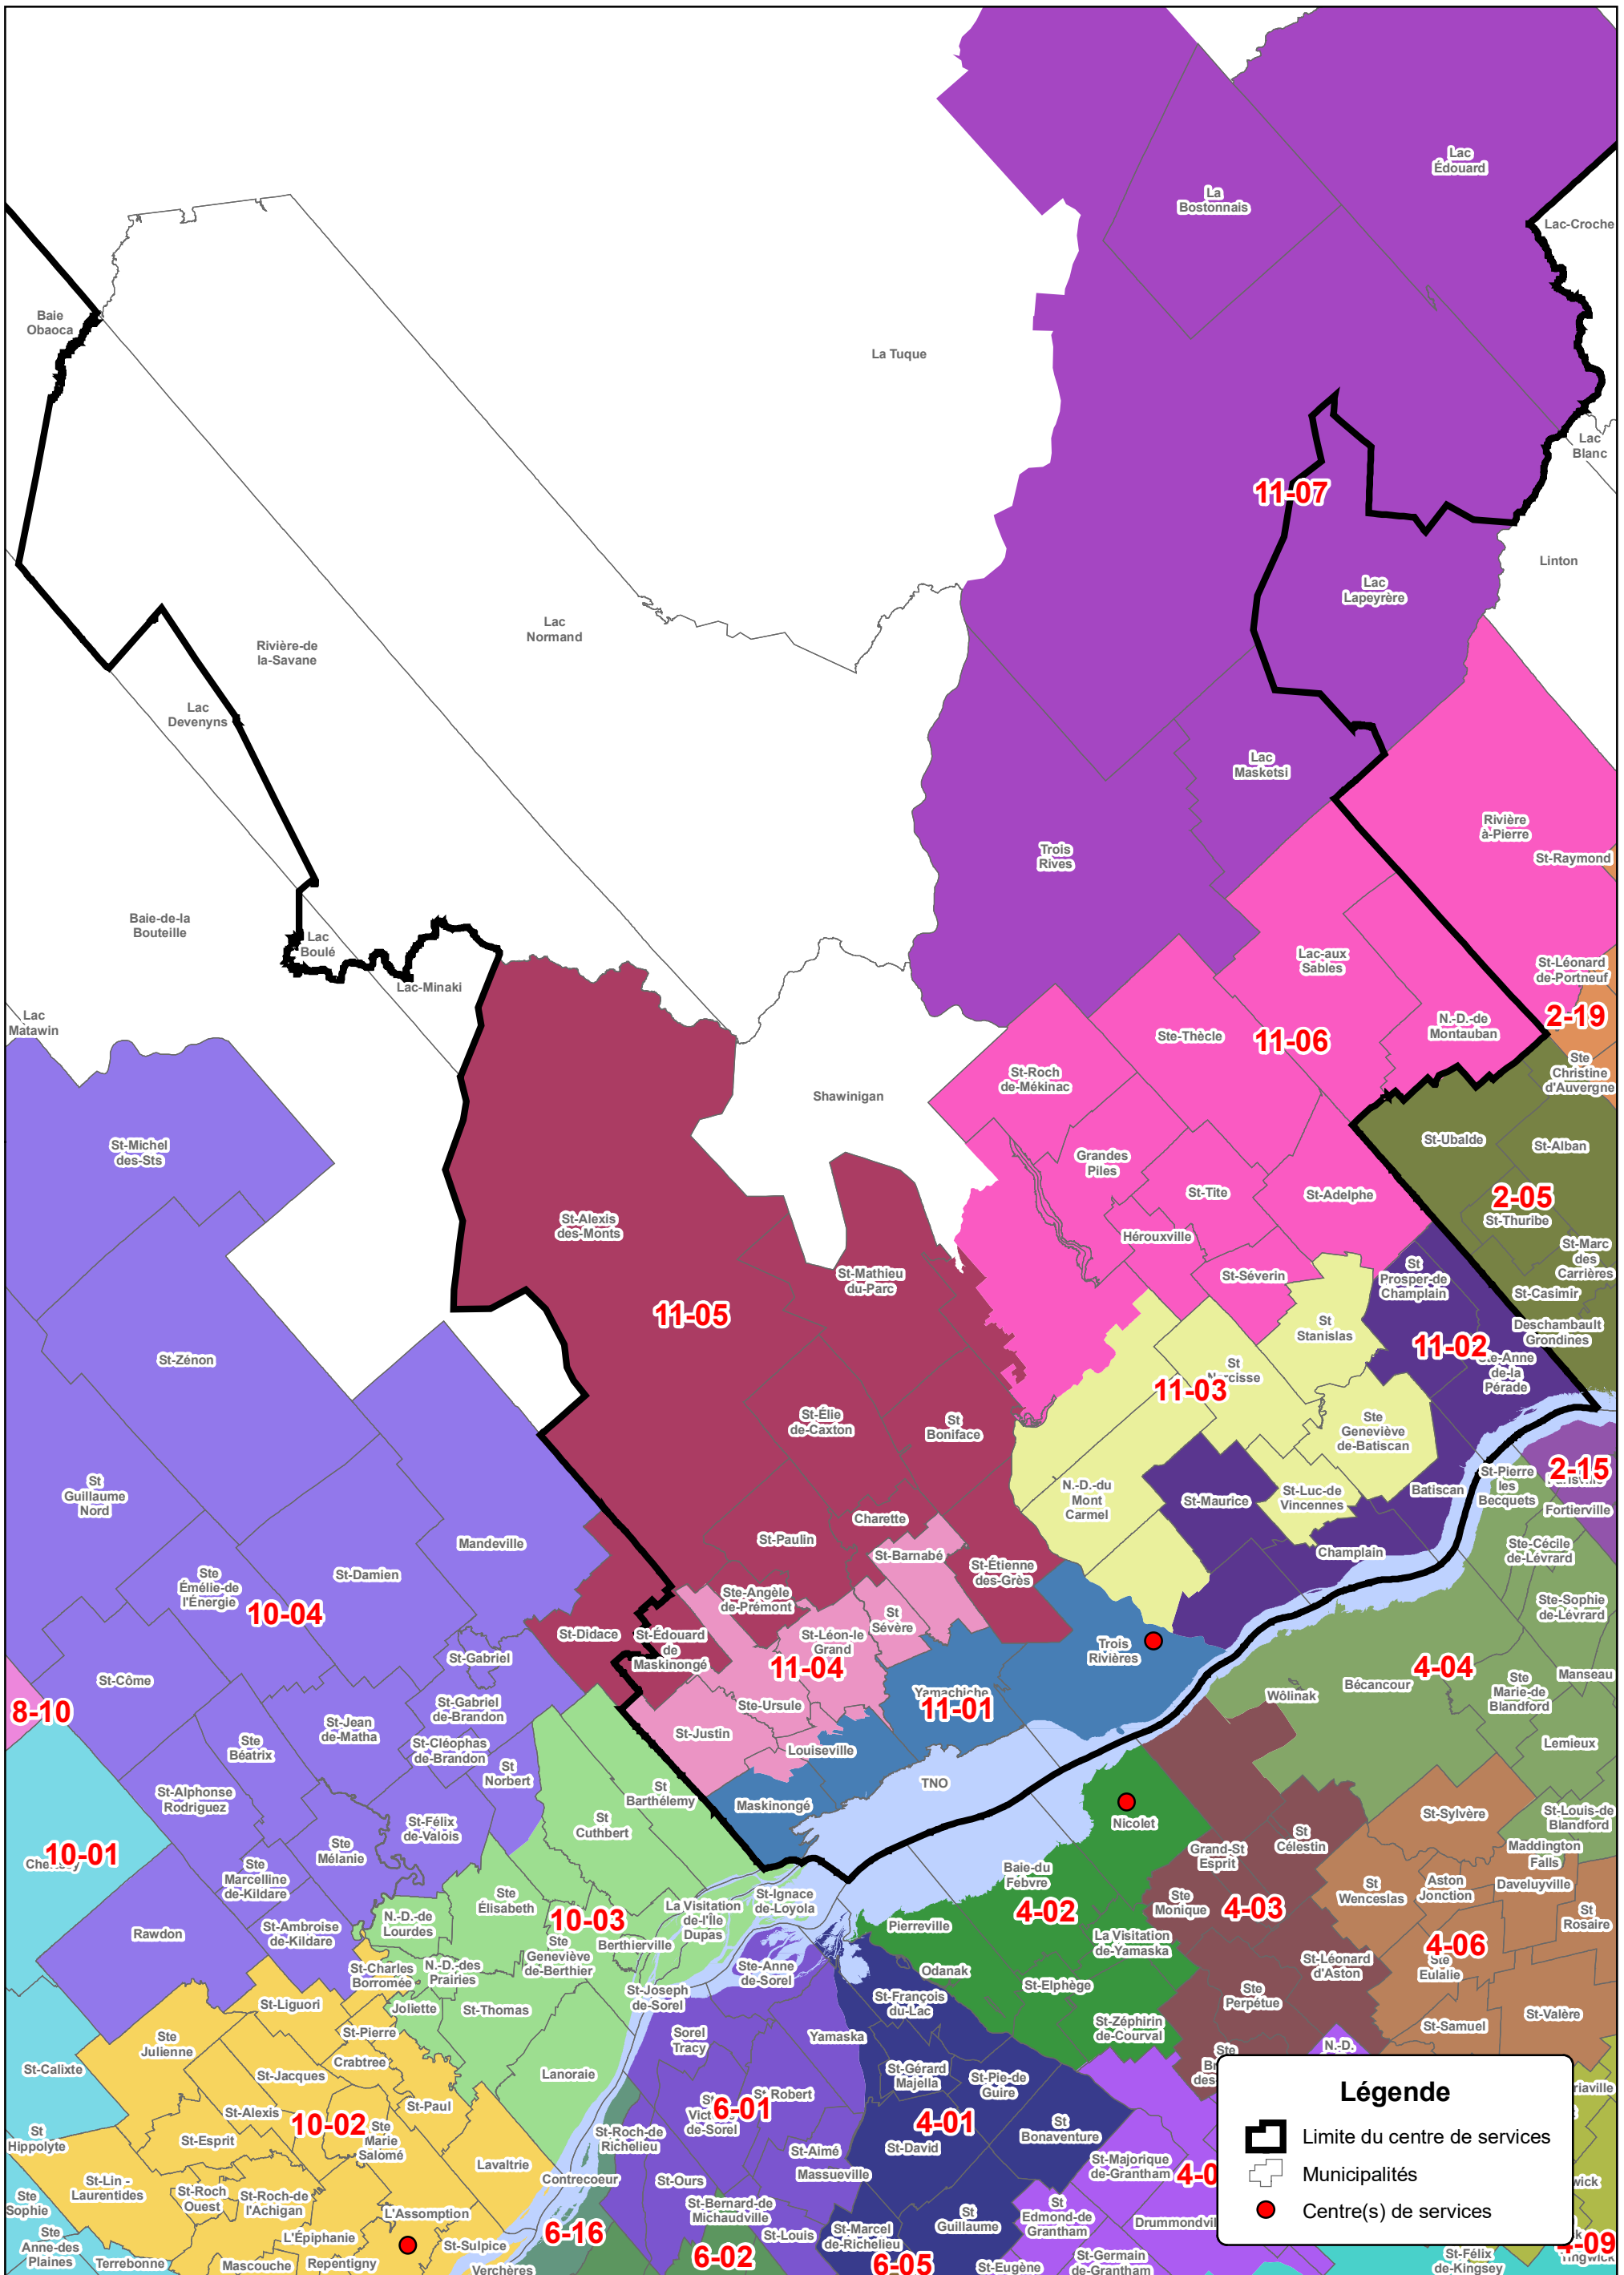 Lac
Édouard
La
Bostonnais
Lac-Croche
Baie
Obaoca
La Tuque
Lac
Blanc
11-07
Linton
Lac
Lapeyrère
Lac
Normand
Rivière-de
la-Savane
Lac
Devenyns
Lac
Masketsi
Rivière
à-Pierre
Trois
Rives
St-Raymond
Baie-de-la
Bouteille
Lac
Boulé
Lac-aux
Sables
St-Léonard
de-Portneuf
Lac-Minaki
Lac
Matawin
2-19
N.-D.-de
Montauban
Ste-Thècle
11-06
Ste
Christine
d'Auvergne
St-Roch
de-Mékinac
Shawinigan
St-Ubalde
St-Alban
St-Michel
des-Sts
Grandes
Piles
St-Tite
St-Adelphe
2-05
St-Thuribe
St-Alexis
des-Monts
Hérouxville
St-Marc
des
Carrières
St-Mathieu
du-Parc
St-Séverin
St
Prosper-de
Champlain
St-Casimir
11-05
St
Stanislas
Deschambault
Grondines
11-02
Ste-Anne
de-la
Pérade
St-Zénon
St
Narcisse
11-03
St-Élie
de-Caxton
St
Boniface
Ste
Geneviève
de-Batiscan
2-15
St-Pierre
les
Becquets
St
Guillaume
Nord
N.-D.-du
Mont
Carmel
St-Maurice
St-Luc-de
Vincennes
Batiscan
Fortierville
Charette
St-Paulin
Mandeville
St-Barnabé
Champlain
Ste-Cécile
de-Lévrard
St-Étienne
des-Grès
St-Damien
Ste
Émélie-de
l'Énergie
10-04
Ste-Angèle
de-Prémont
Ste-Sophie
de-Lévrard
St
Sévère
St-Didace
St-Édouard
de
Maskinongé
St-Léon-le
Grand
Trois
Rivières
St-Gabriel
11-04
4-04
St-Côme
Bécancour
Manseau
Ste
Marie-de
Blandford
Wôlinak
8-10
St-Gabriel
de-Brandon
Ste-Ursule
Yamachiche
11-01
St-Jean
de-Matha
St-Justin
Ste
Béatrix
St-Cléophas
de-Brandon
Louiseville
Lemieux
St
Norbert
TNO
St-Alphonse
Rodriguez
St
Barthélemy
Maskinongé
St-Sylvère
St-Louis-de
Blandford
Nicolet
St
Cuthbert
St-Félix
de-Valois
St
Célestin
Grand-St
Esprit
Maddington
Falls
10-01
Ste
Mélanie
Ste
Marcelline
de-Kildare
Baie-du
Febvre
Aston
Jonction
Daveluyville
St
Wenceslas
Ste
Élisabeth
St-Ignace
de-Loyola
Ste
Monique
4-03
4-02
La Visitation
de-l'Île
Dupas
10-03
N.-D.-de
Lourdes
St
Rosaire
Pierreville
Rawdon
St-Ambroise
de-Kildare
La Visitation
de-Yamaska
Berthierville
Ste
Geneviève
de-Berthier
4-06
Ste
Eulalie
St-Léonard
d'Aston
N.-D.-des
Prairies
St-Charles
Borromée
Ste-Anne
de-Sorel
Odanak
St-Elphège
St-Joseph
de-Sorel
St-François
du-Lac
Ste
Perpétue
St-Liguori
Joliette
St-Thomas
St-Valère
St-Zéphirin
de-Courval
St-Samuel
St-Pierre
Sorel
Tracy
Yamaska
Ste
Julienne
N.-D.
Ste
Crabtree
St-Calixte
St-Jacques
Lanoraie
St-Gérard
Majella
St-Pie-de
Guire
Légende
St-Robert
St-Paul
6-01
St-Alexis
10-02
Ste
Marie
Salomé
4-01
St
Bonaventure
Limite du centre de services
St
Hippolyte
St-Esprit
St-Roch-de
Richelieu
St-Aimé
St-David
Lavaltrie
St-Majorique
de-Grantham
Municipalités
Massueville
Contrecoeur
St-Ours
St-Lin -
Laurentides
St-Roch
Ouest
St-Roch-de
l'Achigan
Ste
Sophie
St-Bernard-de
Michaudville
L'Assomption
St
Guillaume
St
Edmond-de
Grantham
Centre(s) de services
6-16
L'Épiphanie
St-Louis
St-Marcel
de-Richelieu
St-Sulpice
Ste
Anne-des
Plaines
4-09
6-02
6-05
Terrebonne
Mascouche
Repentigny
Verchères
St-Eugène
St-Germain
de-Grantham
St-Félix
de-Kingsey